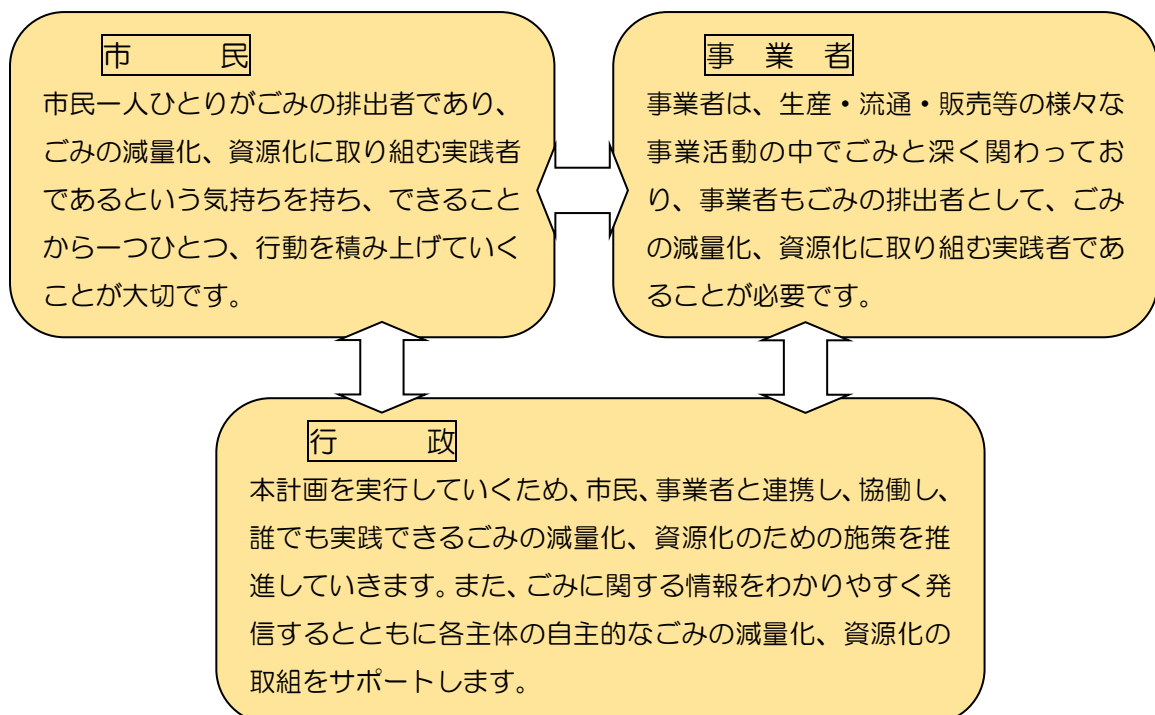 市　　　民
市民一人ひとりがごみの排出者であり、
ごみの減量化、資源化に取り組む実践者
であるという気持ちを持ち、できること
から一つひとつ、行動を積み上げていく
ことが大切です。
事　業　者
事業者は、生産・流通・販売等の様々な
事業活動の中でごみと深く関わってお
り、事業者もごみの排出者として、ごみ
の減量化、資源化に取り組む実践者であ
ることが必要です。
行　　　政
本計画を実行していくため、市民、事業者と連携し、協働し、
誰でも実践できるごみの減量化、資源化のための施策を推
進していきます。また、ごみに関する情報をわかりやすく発
信するとともに各主体の自主的なごみの減量化、資源化の
取組をサポートします。